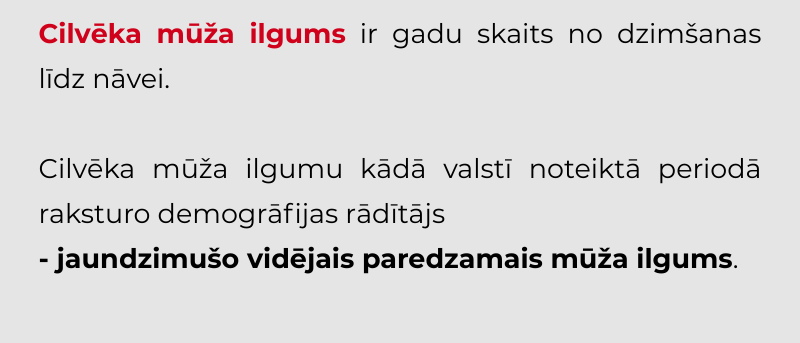 Cilvēka mūža ilgums ir gadu skaits no dzimšanas
līdz nāvei.
Cilvēka mūža ilgumu kādā valstī noteiktā periodā
raksturo demogrāfijas rādītājs
- jaundzimušo vidējais paredzamais mūža ilgums.